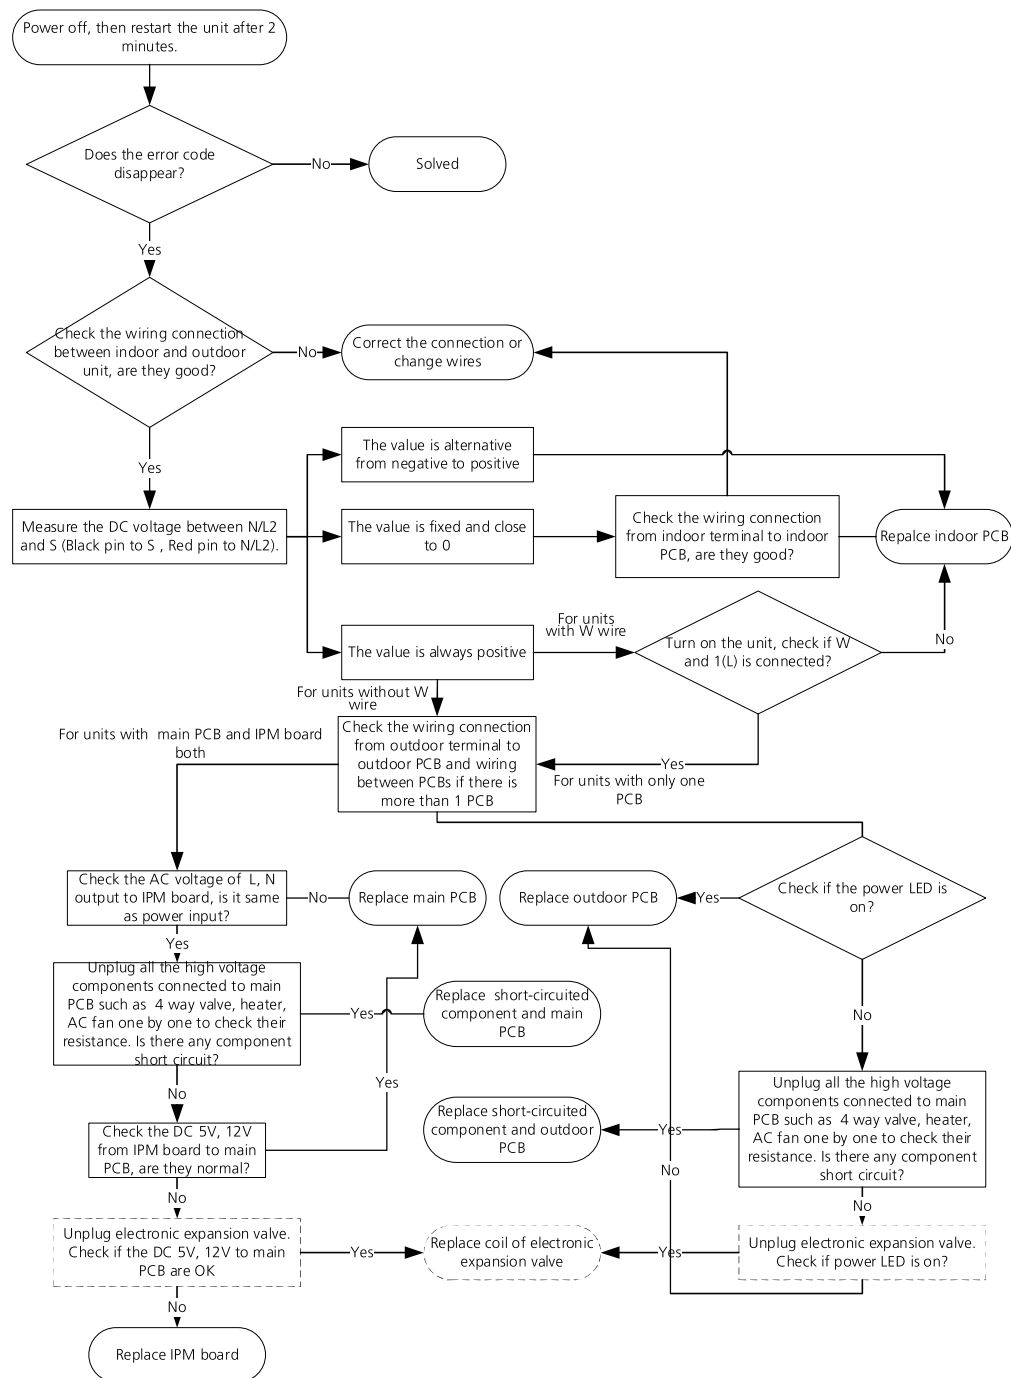 Power off, then restart the unit after 2
minutes.
Does the error code
disappear?
No
Solved
Yes
Check the wiring connection
between indoor and outdoor
unit, are they good?
No
Correct the connection or
change wires
Yes
The value is alternative
from negative to positive
Measure the DC voltage between N/L2
and S (Black pin to S , Red pin to N/L2).
The value is fixed and close
to 0
Check the wiring connection
from indoor terminal to indoor
PCB, are they good?
Repalce indoor PCB
The value is always positive
For units
with W wire
Turn on the unit, check if W
and 1(L) is connected?
No
For units without W
wire
For units with  main PCB and IPM board
both
Check the wiring connection
from outdoor terminal to
outdoor PCB and wiring
between PCBs if there is
more than 1 PCB
Yes
For units with only one
PCB
Check the AC voltage of  L, N
output to IPM board, is it same
as power input?
No
Replace main PCB
Replace outdoor PCB
Yes
Check if the power LED is
on?
Yes
Unplug all the high voltage
components connected to main
PCB such as  4 way valve, heater,
AC fan one by one to check their
resistance. Is there any component
short circuit?
Yes
Replace  short-circuited
component and main
PCB
No
Yes
No
Check the DC 5V, 12V
from IPM board to main
PCB, are they normal?
Replace short-circuited
component and outdoor
PCB
Yes
Unplug all the high voltage
components connected to main
PCB such as  4 way valve, heater,
AC fan one by one to check their
resistance. Is there any component
short circuit?
No
No
No
Unplug electronic expansion valve.
Check if the DC 5V, 12V to main
PCB are OK
Yes
Replace coil of electronic
expansion valve
Yes
Unplug electronic expansion valve.
Check if power LED is on?
No
Replace IPM board